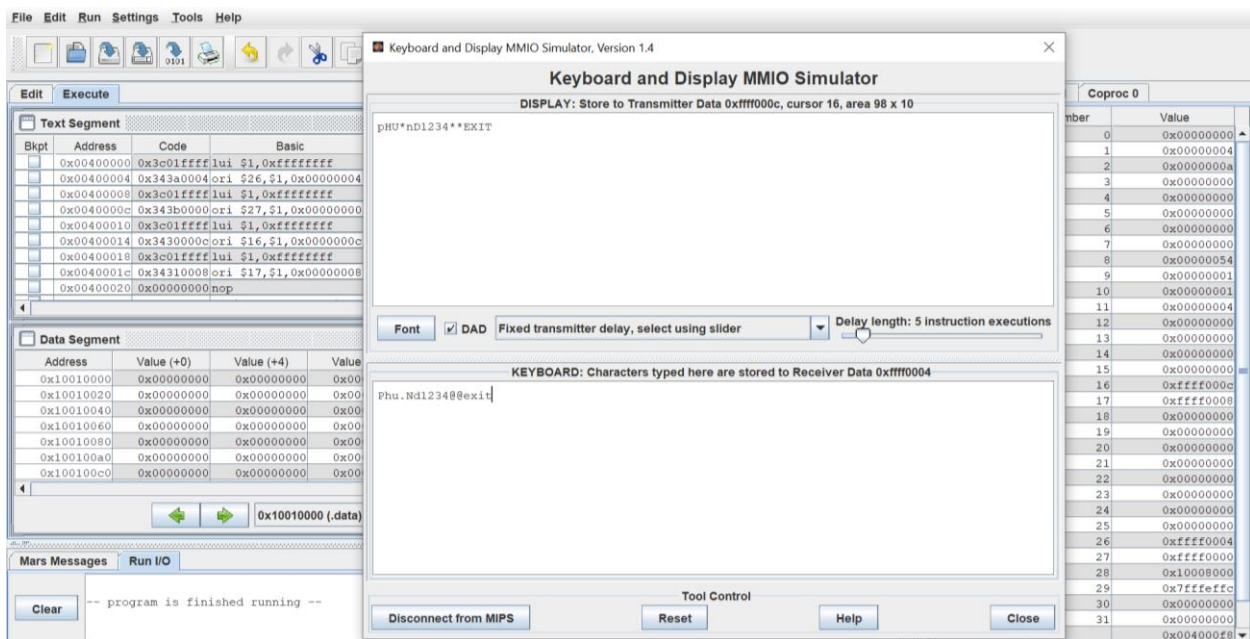 File Edit Run Settings Tools Help
Keyboard and Display MMIO Simulator, Version 1.4
Keyboard and Display MMIO Simulator
DISPLAY: Store to Transmitter Data 0xffff000c, cursor 16, area 98 x 10
pHU*nD1234**EXIT
Font DAD Fixed transmitter delay, select using slider Delay length: 5 instruction executions
KEYBOARD: Characters typed here are stored to Receiver Data 0xffff0004
Phu.Nd1234@@exit
Tool Control
Disconnect from MIPS Reset Help Close
Edit Execute
Text Segment
Bkpt Address Code Basic
0x00400000 0x3c01ffff lui $1,0xffffffff
0x00400004 0x343a0004 ori $26,$1,0x00000004
0x00400008 0x3c01ffff lui $1,0xffffffff
0x0040000c 0x343b0000 ori $27,$1,0x00000000
0x00400010 0x3c01ffff lui $1,0xffffffff
0x00400014 0x3430000c ori $16,$1,0x0000000c
0x00400018 0x3c01ffff lui $1,0xffffffff
0x0040001c 0x34310008 ori $17,$1,0x00000008
0x00400020 0x00000000 nop
Data Segment
Address Value (+0) Value (+4) Value
0x10010000 0x00000000 0x00000000 0x00
0x10010020 0x00000000 0x00000000 0x00
0x10010040 0x00000000 0x00000000 0x00
0x10010060 0x00000000 0x00000000 0x00
0x10010080 0x00000000 0x00000000 0x00
0x100100a0 0x00000000 0x00000000 0x00
0x100100c0 0x00000000 0x00000000 0x00
0x10010000 (.data)
Mars Messages Run I/O
Clear
-- program is finished running --
Coproc 0
mber Value
0 0x00000000
1 0x00000004
2 0x0000000a
3 0x00000000
4 0x00000000
5 0x00000000
6 0x00000000
7 0x00000000
8 0x00000054
9 0x00000001
10 0x00000001
11 0x00000004
12 0x00000000
13 0x00000000
14 0x00000000
15 0x00000000
16 0xffff000c
17 0xffff0008
18 0x00000000
19 0x00000000
20 0x00000000
21 0x00000000
22 0x00000000
23 0x00000000
24 0x00000000
25 0x00000000
26 0xffff0004
27 0xffff0000
28 0x10008000
29 0x7fffeffc
30 0x00000000
31 0x00000000
0x004000f8